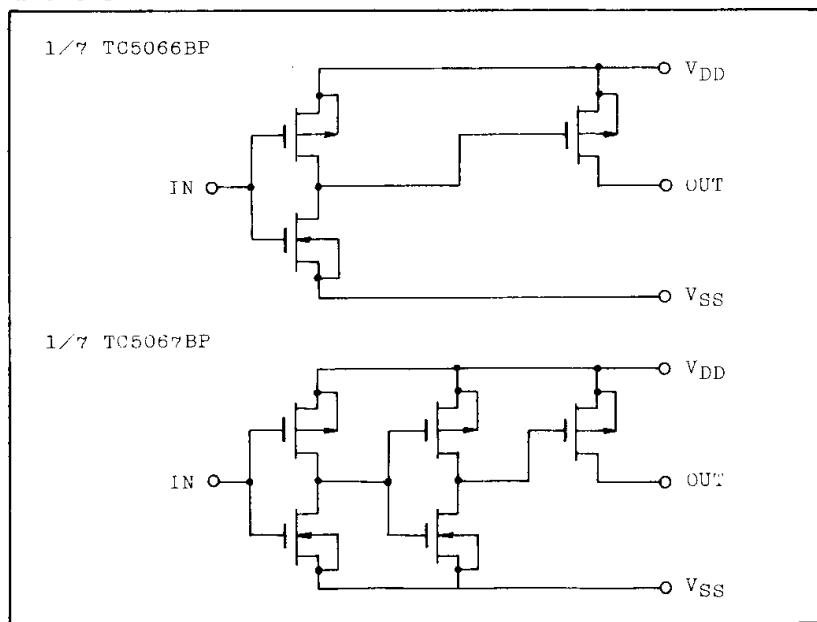 1/7 TC5066BP
VDD
IN
OUT
VSS
1/7 TC5067BP
VDD
IN
OUT
VSS